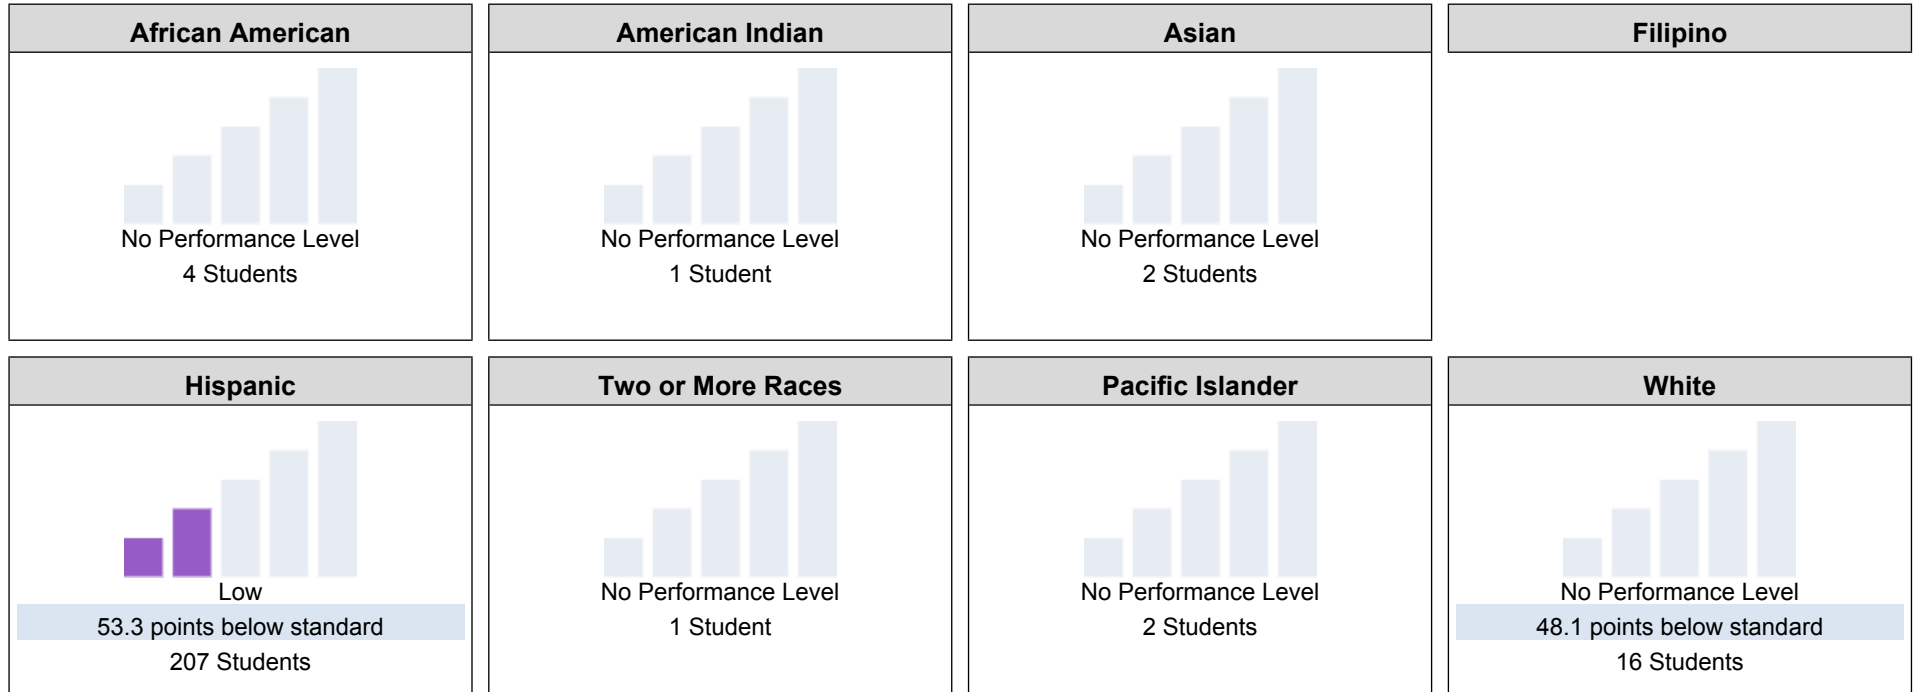 African American
No Performance Level
4 Students
American Indian
No Performance Level
1 Student
Asian
No Performance Level
2 Students
Filipino
Hispanic
Low
53.3 points below standard
207 Students
Two or More Races
No Performance Level
1 Student
Pacific Islander
No Performance Level
2 Students
White
No Performance Level
48.1 points below standard
16 Students